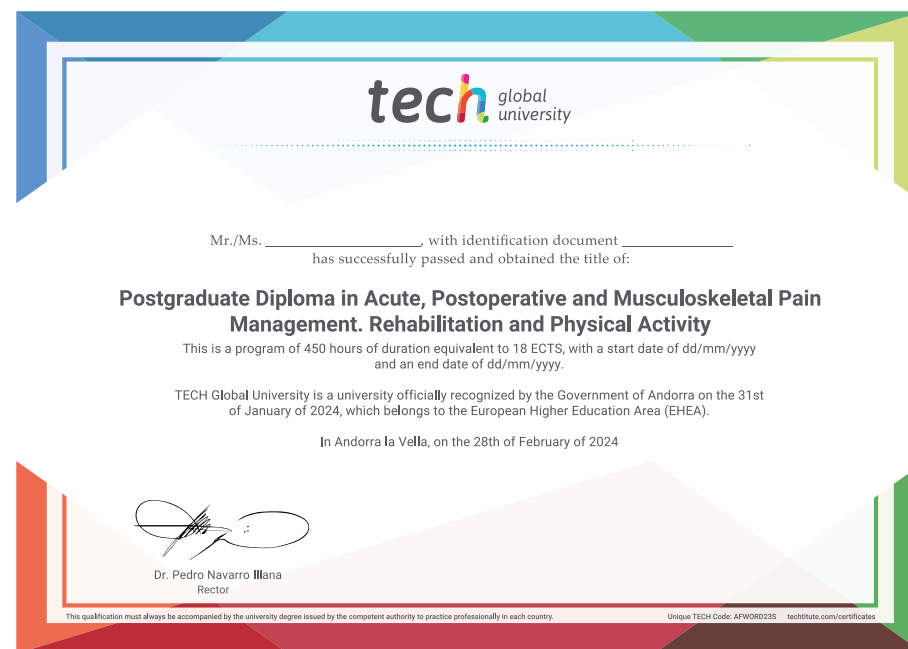 tech global
university
Mr./Ms. ____________________, with identification document ______________
has successfully passed and obtained the title of:
Postgraduate Diploma in Acute, Postoperative and Musculoskeletal Pain
Management. Rehabilitation and Physical Activity
This is a program of 450 hours of duration equivalent to 18 ECTS, with a start date of dd/mm/yyyy
and an end date of dd/mm/yyyy.
TECH Global University is a university officially recognized by the Government of Andorra on the 31st
of January of 2024, which belongs to the European Higher Education Area (EHEA).
In Andorra la Vella, on the 28th of February of 2024
Dr. Pedro Navarro Illana
Rector
This qualification must always be accompanied by the university degree issued by the competent authority to practice professionally in each country.
Unique TECH Code: AFWORD23S techtitute.com/certificates